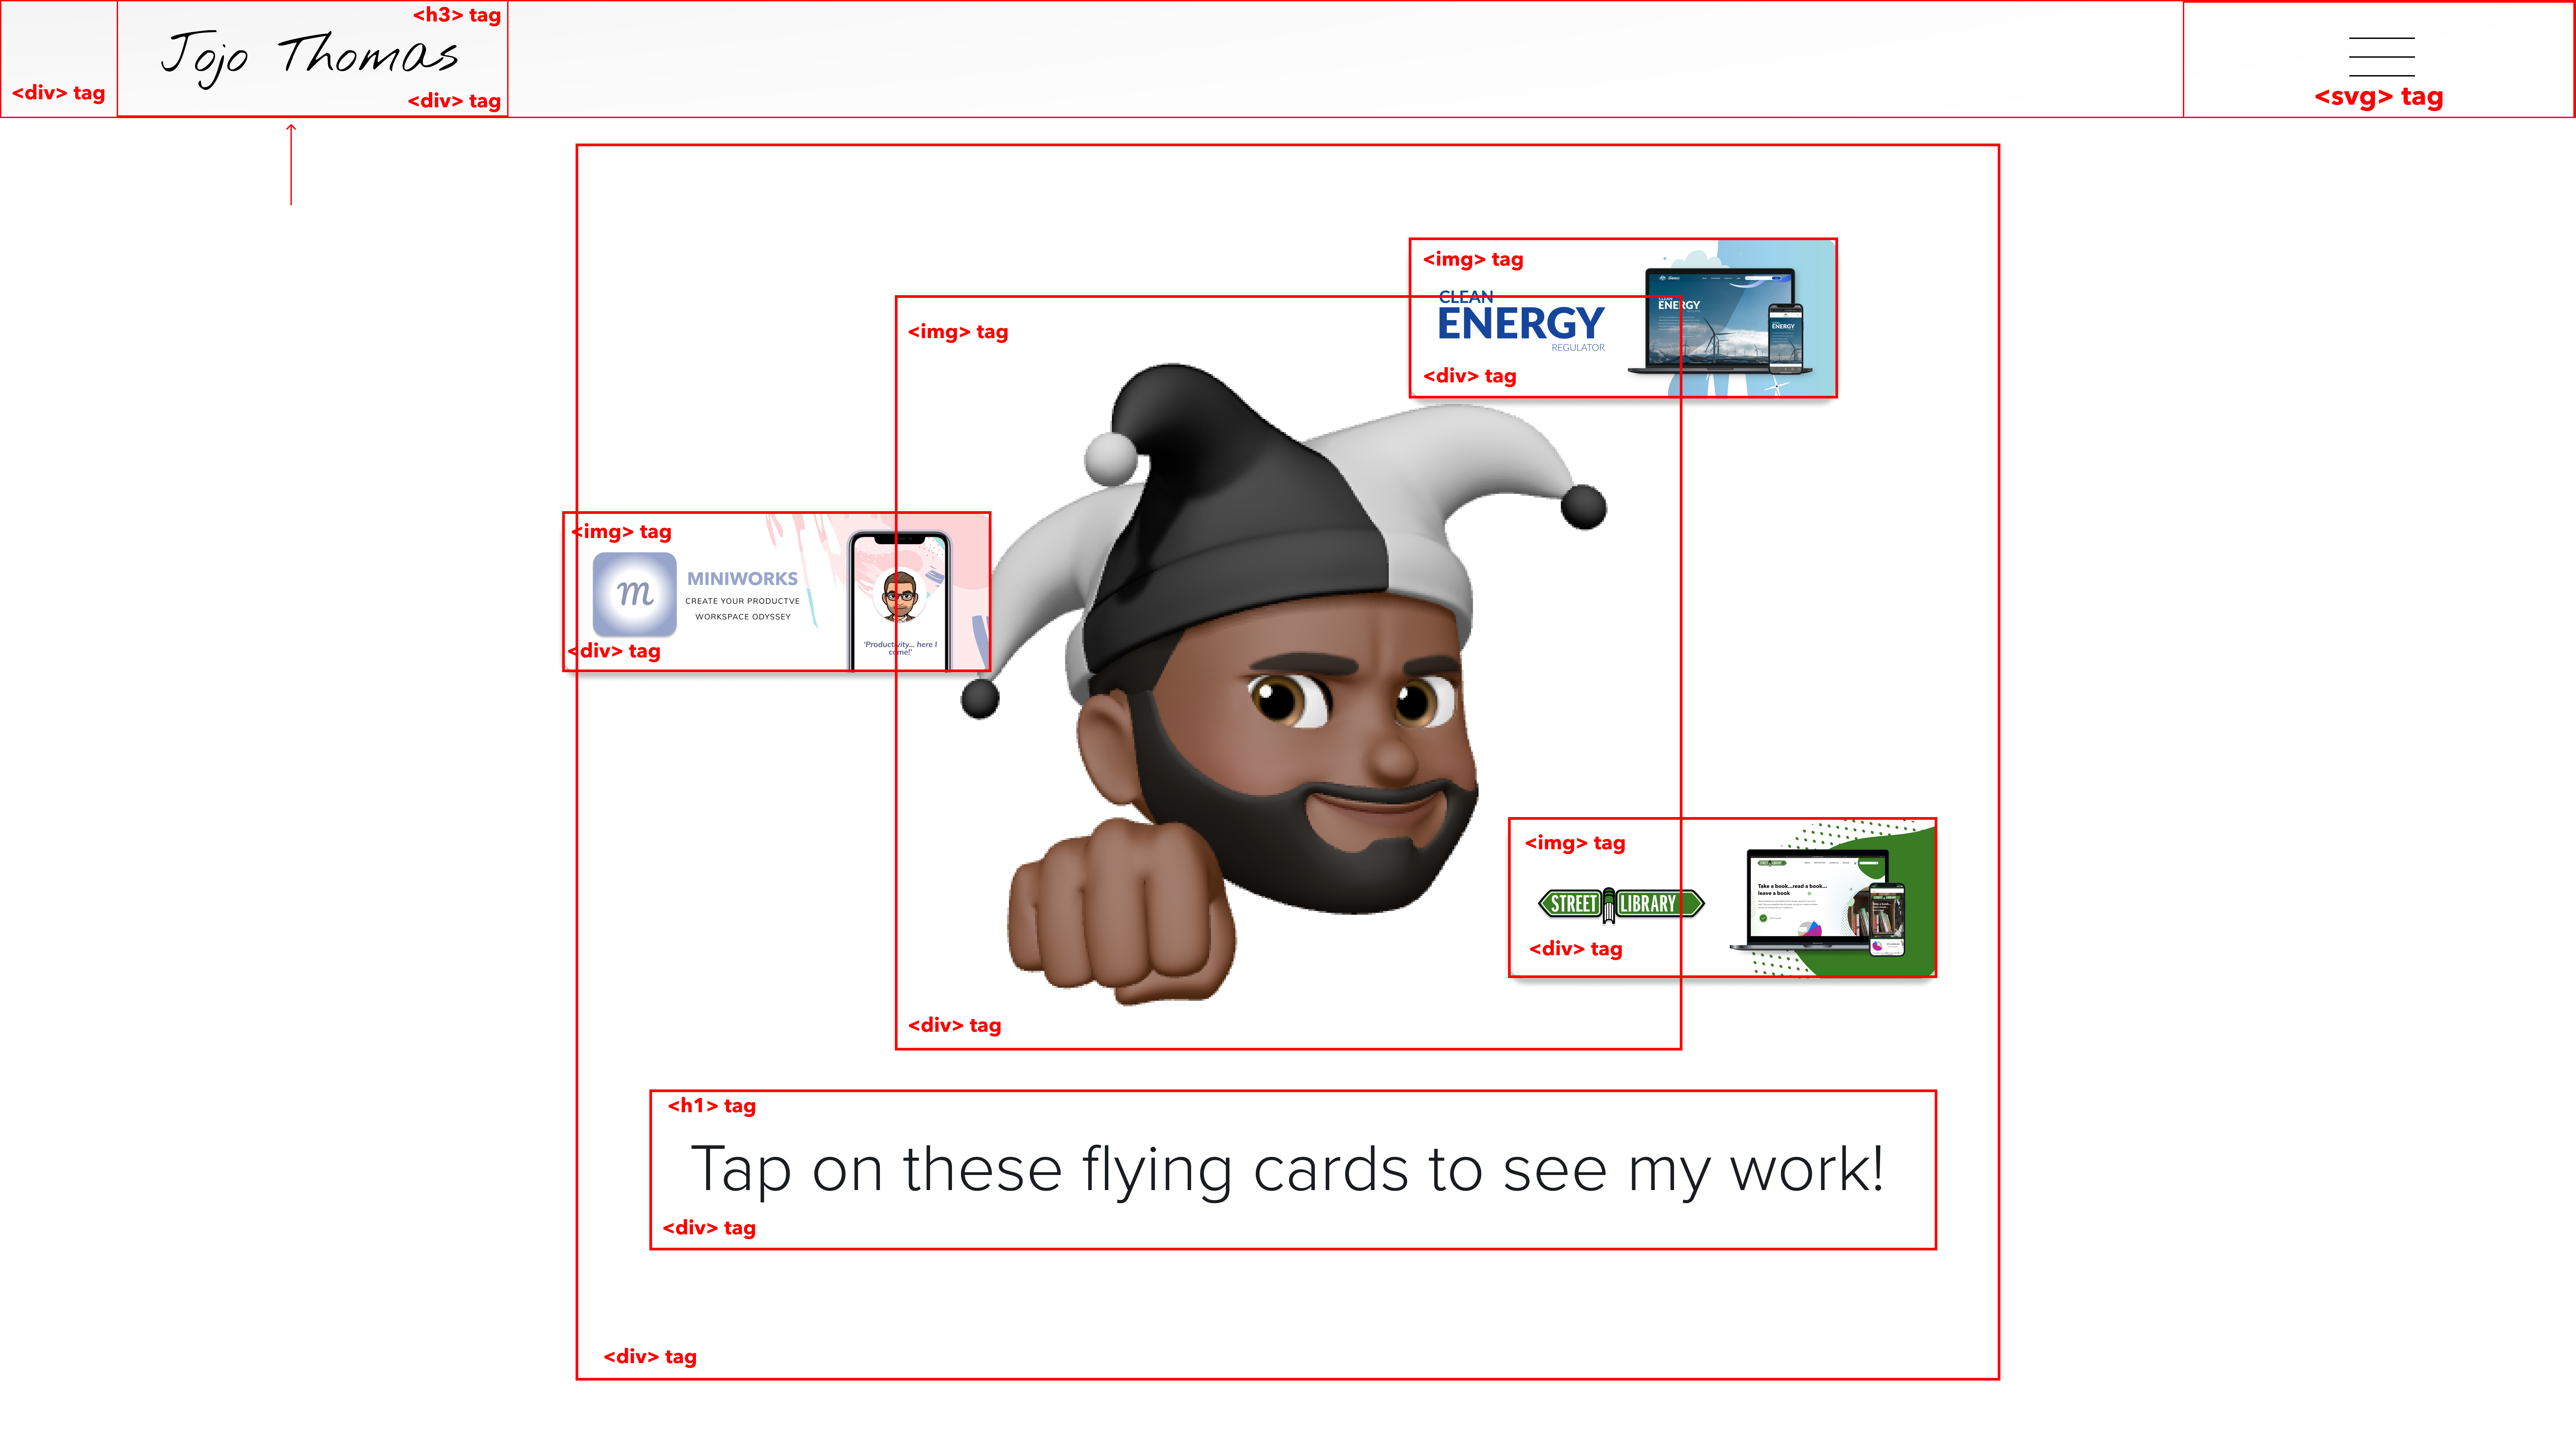 <h3> tag
Jojo Thomas
<div> tag
<div> tag
<svg> tag
<img> tag
CLEAN
ENERGY
REGULATOR
ENERGY
ENERGY
<div> tag
<img> tag
<img> tag
MINIWORKS
m
CREATE YOUR PRODUCTVE
WORKSPACE ODYSSEY
'Productivity... here I
come!'
<div> tag
<img> tag
STREET LIBRARY
Take a book...read a book...
leave a book
<div> tag
<div> tag
<h1> tag
Tap on these flying cards to see my work!
<div> tag
<div> tag